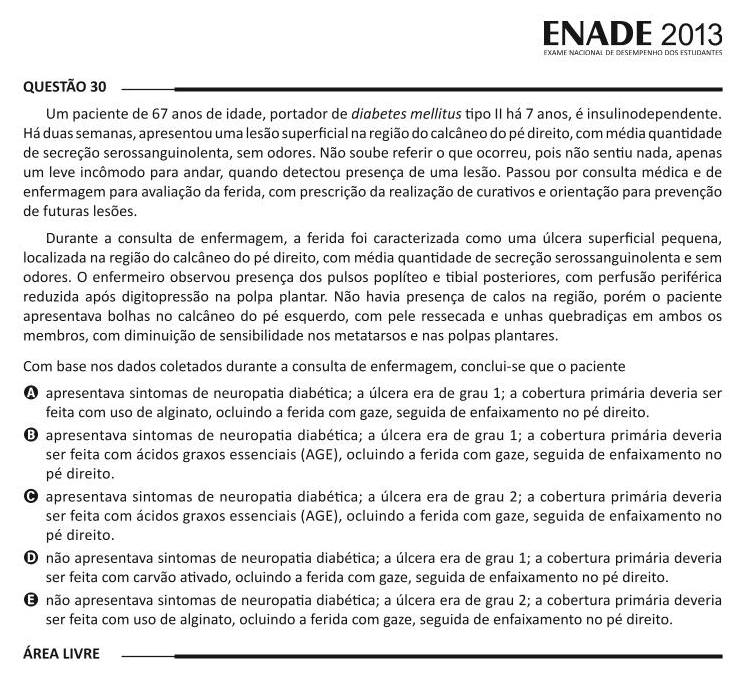 ENADE 2013
EXAME NACIONAL DE DESEMPENHO DOS ESTUDANTES
QUESTÃO 30
Um paciente de 67 anos de idade, portador de diabetes mellitus tipo II há 7 anos, é insulinodependente.
Há duas semanas, apresentou uma lesão superficial na região do calcâneo do pé direito, com média quantidade
de secreção serossanguinolenta, sem odores. Não soube referir o que ocorreu, pois não sentiu nada, apenas
um leve incômodo para andar, quando detectou presença de uma lesão. Passou por consulta médica e de
enfermagem para avaliação da ferida, com prescrição da realização de curativos e orientação para prevenção
de futuras lesões.
Durante a consulta de enfermagem, a ferida foi caracterizada como uma úlcera superficial pequena,
localizada na região do calcâneo do pé direito, com média quantidade de secreção serossanguinolenta e sem
odores. O enfermeiro observou presença dos pulsos poplíteo e tibial posteriores, com perfusão periférica
reduzida após digitopressão na polpa plantar. Não havia presença de calos na região, porém o paciente
apresentava bolhas no calcâneo do pé esquerdo, com pele ressecada e unhas quebradiças em ambos os
membros, com diminuição de sensibilidade nos metatarsos e nas polpas plantares.
Com base nos dados coletados durante a consulta de enfermagem, conclui-se que o paciente
A apresentava sintomas de neuropatia diabética; a úlcera era de grau 1; a cobertura primária deveria ser
feita com uso de alginato, ocluindo a ferida com gaze, seguida de enfaixamento no pé direito.
B apresentava sintomas de neuropatia diabética; a úlcera era de grau 1; a cobertura primária deveria
ser feita com ácidos graxos essenciais (AGE), ocluindo a ferida com gaze, seguida de enfaixamento no
pé direito.
C apresentava sintomas de neuropatia diabética; a úlcera era de grau 2; a cobertura primária deveria
ser feita com ácidos graxos essenciais (AGE), ocluindo a ferida com gaze, seguida de enfaixamento no
pé direito.
D não apresentava sintomas de neuropatia diabética; a úlcera era de grau 1; a cobertura primária deveria
ser feita com carvão ativado, ocluindo a ferida com gaze, seguida de enfaixamento no pé direito.
E não apresentava sintomas de neuropatia diabética; a úlcera era de grau 2; a cobertura primária deveria
ser feita com uso de alginato, ocluindo a ferida com gaze, seguida de enfaixamento no pé direito.
ÁREA LIVRE